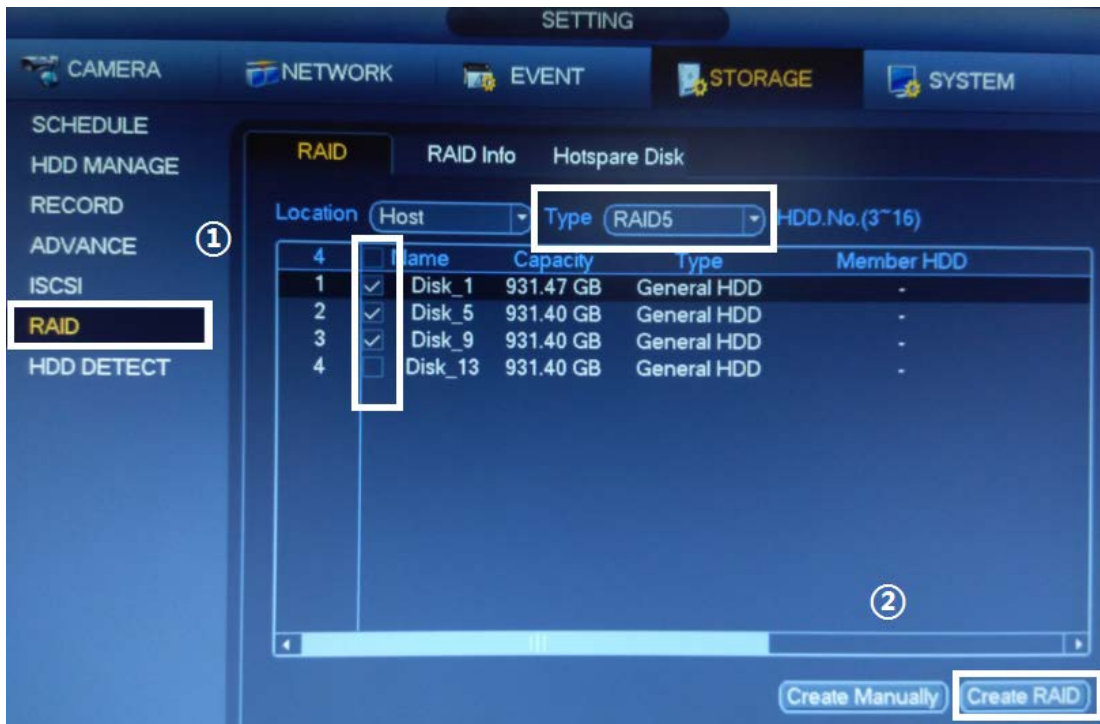 SETTING
CAMERA NETWORK EVENT STORAGE SYSTEM
SCHEDULE
HDD MANAGE
RECORD
ADVANCE
ISCSI
RAID
HDD DETECT
①
RAID RAID Info Hotspare Disk
Location Host Type RAID5 HDD.No.(3~16)
4 Name Capacity Type Member HDD
1 Disk_1 931.47 GB General HDD -
2 Disk_5 931.40 GB General HDD -
3 Disk_9 931.40 GB General HDD -
4 Disk_13 931.40 GB General HDD -
②
Create Manually Create RAID